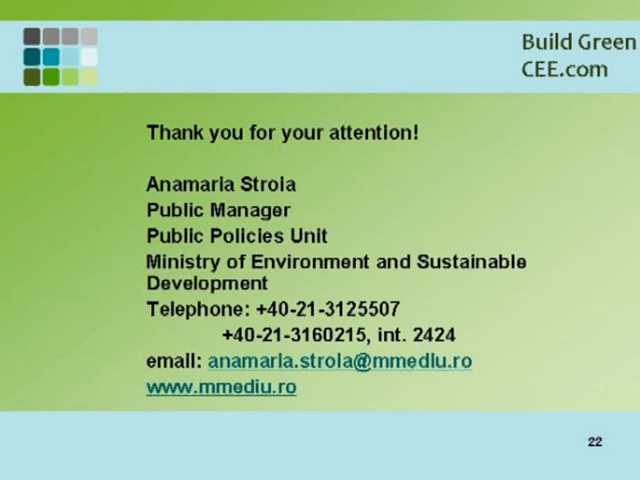 Build Green
CEE.com
Thank you for your attention!
Anamaria Stroia
Public Manager
Public Policies Unit
Ministry of Environment and Sustainable
Development
Telephone: +40-21-3125507
+40-21-3160215, int. 2424
email: anamaria.stroia@mmediu.ro
www.mmediu.ro
22